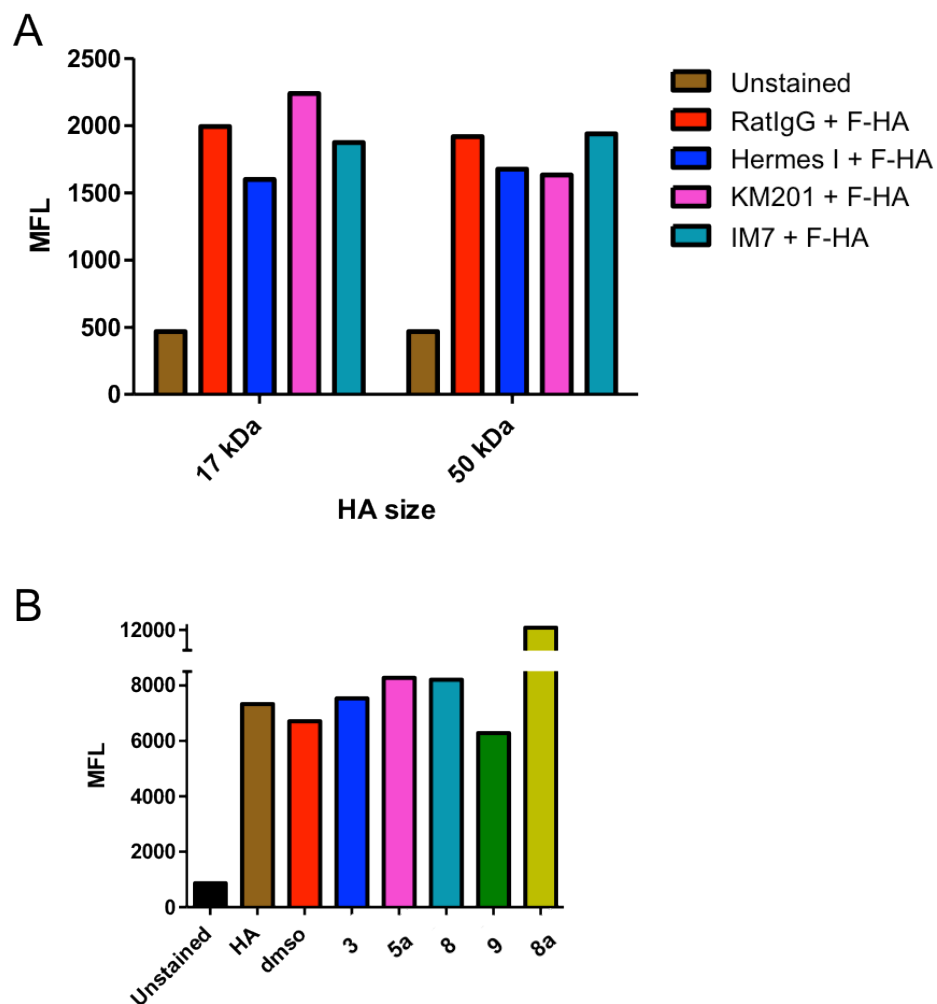 A
2500
2000
1500
1000
500
0
MFL
17 kDa
50 kDa
HA size
Unstained
RatIgG + F-HA
Hermes I + F-HA
KM201 + F-HA
IM7 + F-HA
B
12000
8000
6000
4000
2000
0
MFL
Unstained
HA
dmso
3
5a
8
9
8a